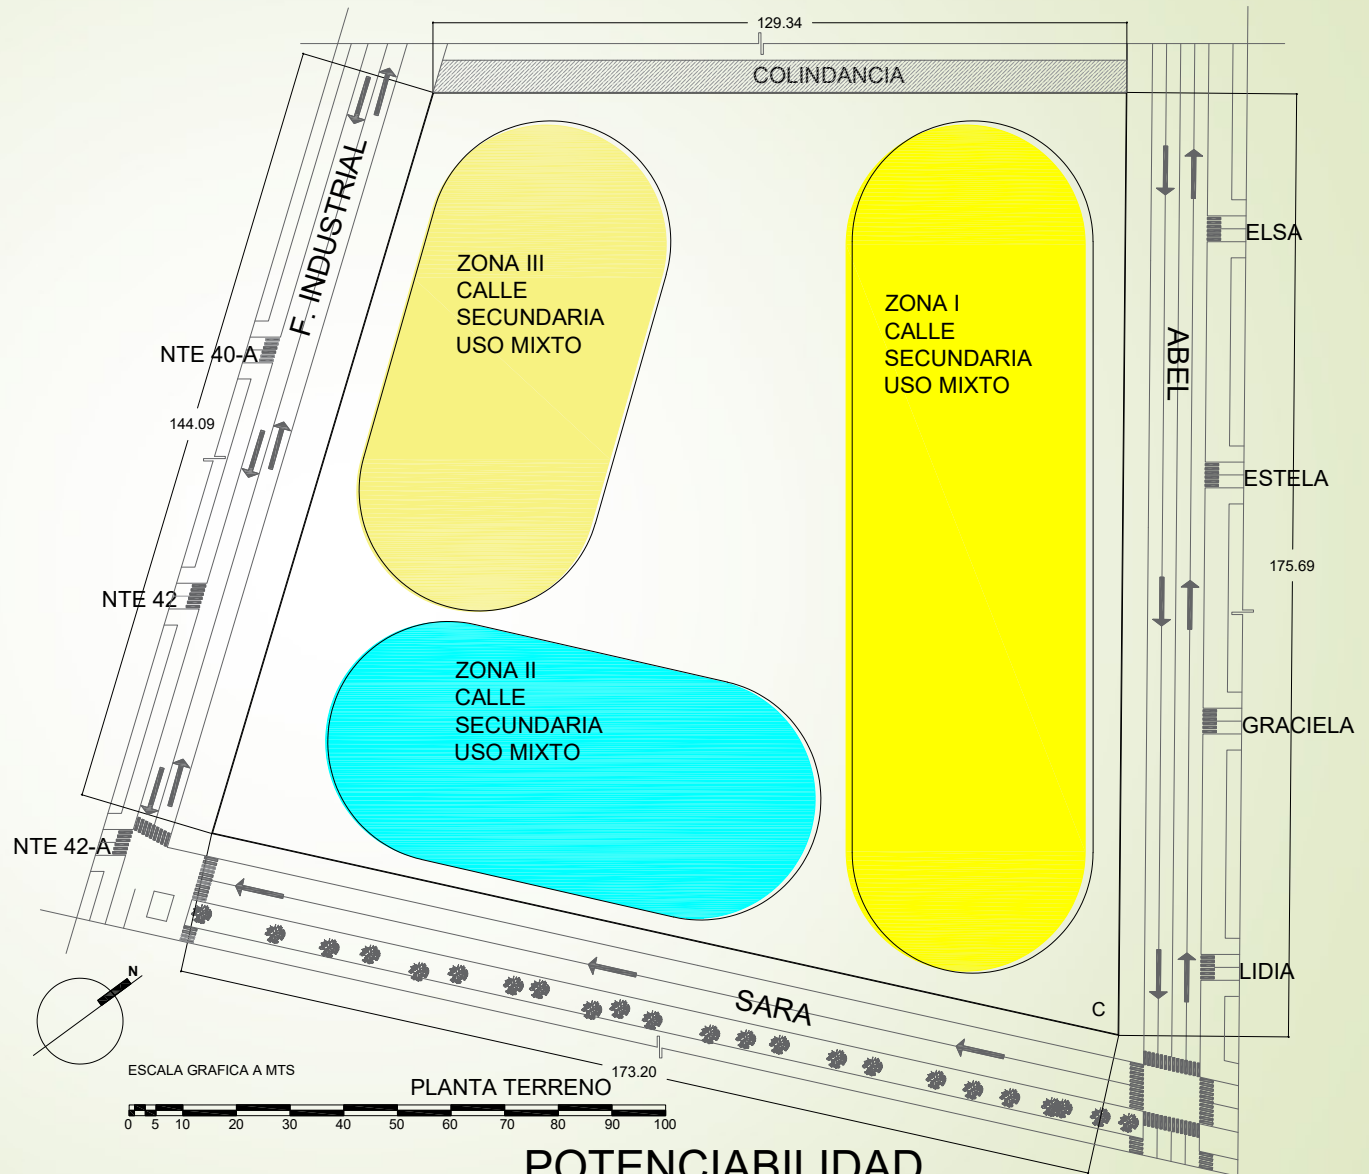 129.34
COLINDANCIA
F. INDUSTRIAL
ZONA III
CALLE
SECUNDARIA
USO MIXTO
ZONA I
CALLE
SECUNDARIA
USO MIXTO
ABEL
ELSA
NTE 40-A
144.09
ESTELA
175.69
NTE 42
ZONA II
CALLE
SECUNDARIA
USO MIXTO
GRACIELA
NTE 42-A
LIDIA
N
SARA
C
ESCALA GRAFICA A MTS
173.20
PLANTA TERRENO
0 5 10 20 30 40 50 60 70 80 90 100
POTENCIABILIDAD